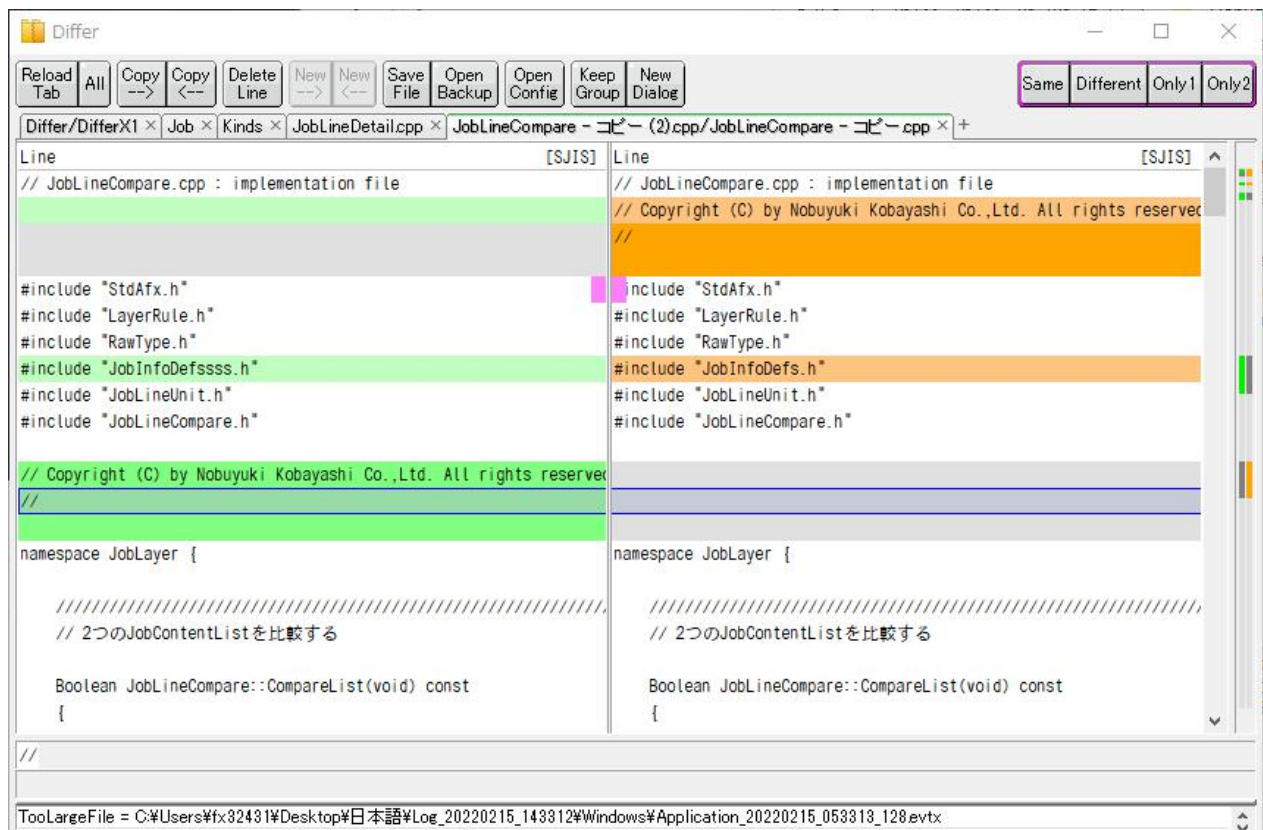 Differ
Reload Tab All Copy --> Copy <-- Delete Line New --> New <-- Save File Open Backup Open Config Keep Group New Dialog Same Different Only1 Only2
Differ/DifferX1 × Job × Kinds × JobLineDetail.cpp × JobLineCompare - コピー (2).cpp/JobLineCompare - コピー.cpp × +
Line [SJIS]
// JobLineCompare.cpp : implementation file
#include "StdAfx.h"
#include "LayerRule.h"
#include "RawType.h"
#include "JobInfoDefssss.h"
#include "JobLineUnit.h"
#include "JobLineCompare.h"
// Copyright (C) by Nobuyuki Kobayashi Co.,Ltd. All rights reserved
//
namespace JobLayer {
//////////////////////////////////////////////////////////////
// 2つのJobContentListを比較する
Boolean JobLineCompare::CompareList(void) const
{
Line [SJIS]
// JobLineCompare.cpp : implementation file
// Copyright (C) by Nobuyuki Kobayashi Co.,Ltd. All rights reserved
//
include "StdAfx.h"
#include "LayerRule.h"
#include "RawType.h"
#include "JobInfoDefs.h"
#include "JobLineUnit.h"
#include "JobLineCompare.h"
namespace JobLayer {
//////////////////////////////////////////////////////////////
// 2つのJobContentListを比較する
Boolean JobLineCompare::CompareList(void) const
{
//
TooLargeFile = C:¥Users¥fx32431¥Desktop¥日本語¥Log_20220215_143312¥Windows¥Application_20220215_053313_128.evtx